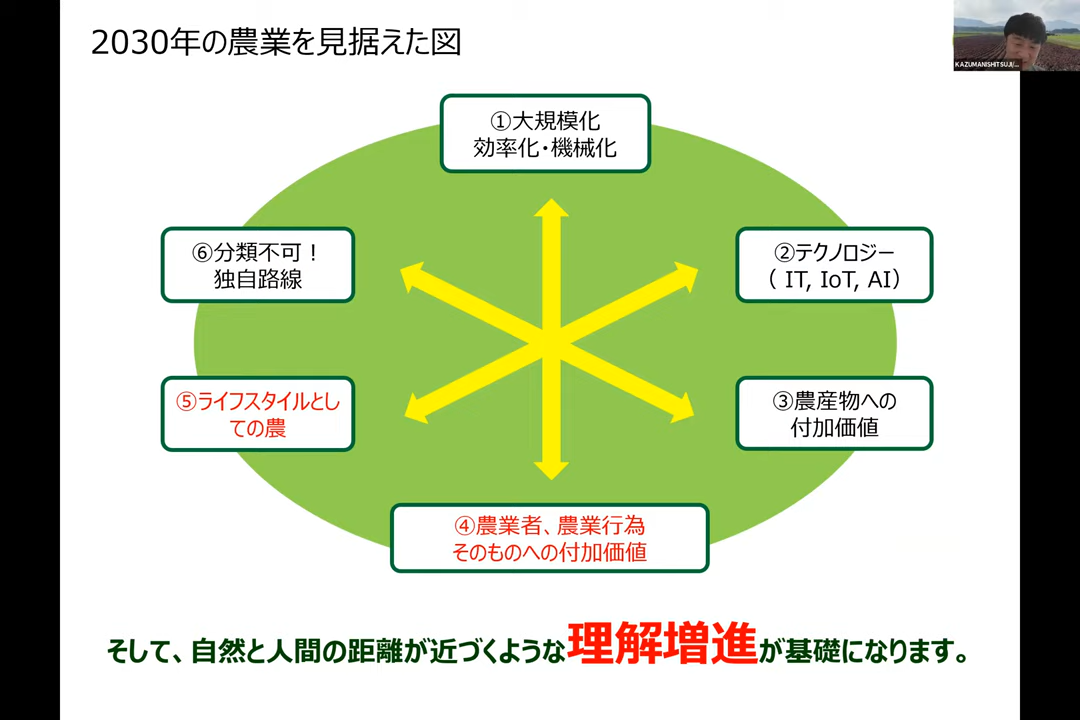 2030年の農業を見据えた図
KAZUMANISHITSUJI/...
①大規模化
効率化・機械化
⑥分類不可！
独自路線
②テクノロジー
（ IT, IoT, AI）
⑤ライフスタイルとし
ての農
③農産物への
付加価値
④農業者、農業行為
そのものへの付加価値
そして、自然と人間の距離が近づくような理解増進が基礎になります。